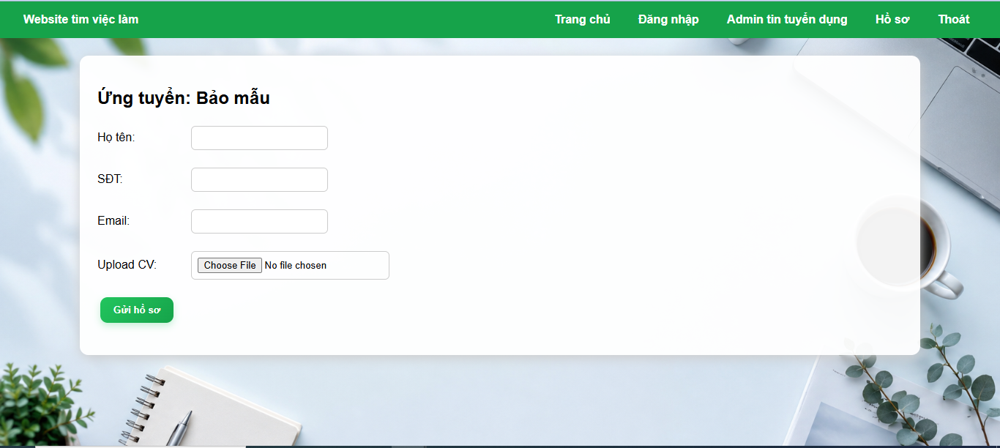 Website tìm việc làm Trang chủ Đăng nhập Admin tin tuyển dụng Hồ sơ Thoát
Ứng tuyển: Bảo mẫu
Họ tên:
SĐT:
Email:
Upload CV: Choose File No file chosen
Gửi hồ sơ